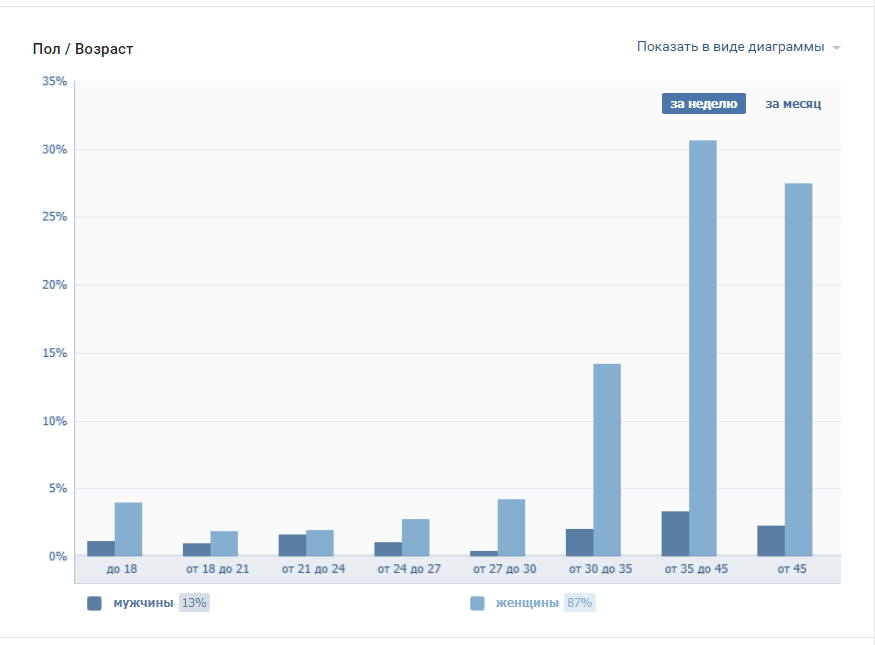 Пол / Возраст
Показать в виде диаграммы
35%
за неделю за месяц
30%
25%
20%
15%
10%
5%
0%
до 18 от 18 до 21 от 21 до 24 от 24 до 27 от 27 до 30 от 30 до 35 от 35 до 45 от 45
мужчины 13% женщины 87%